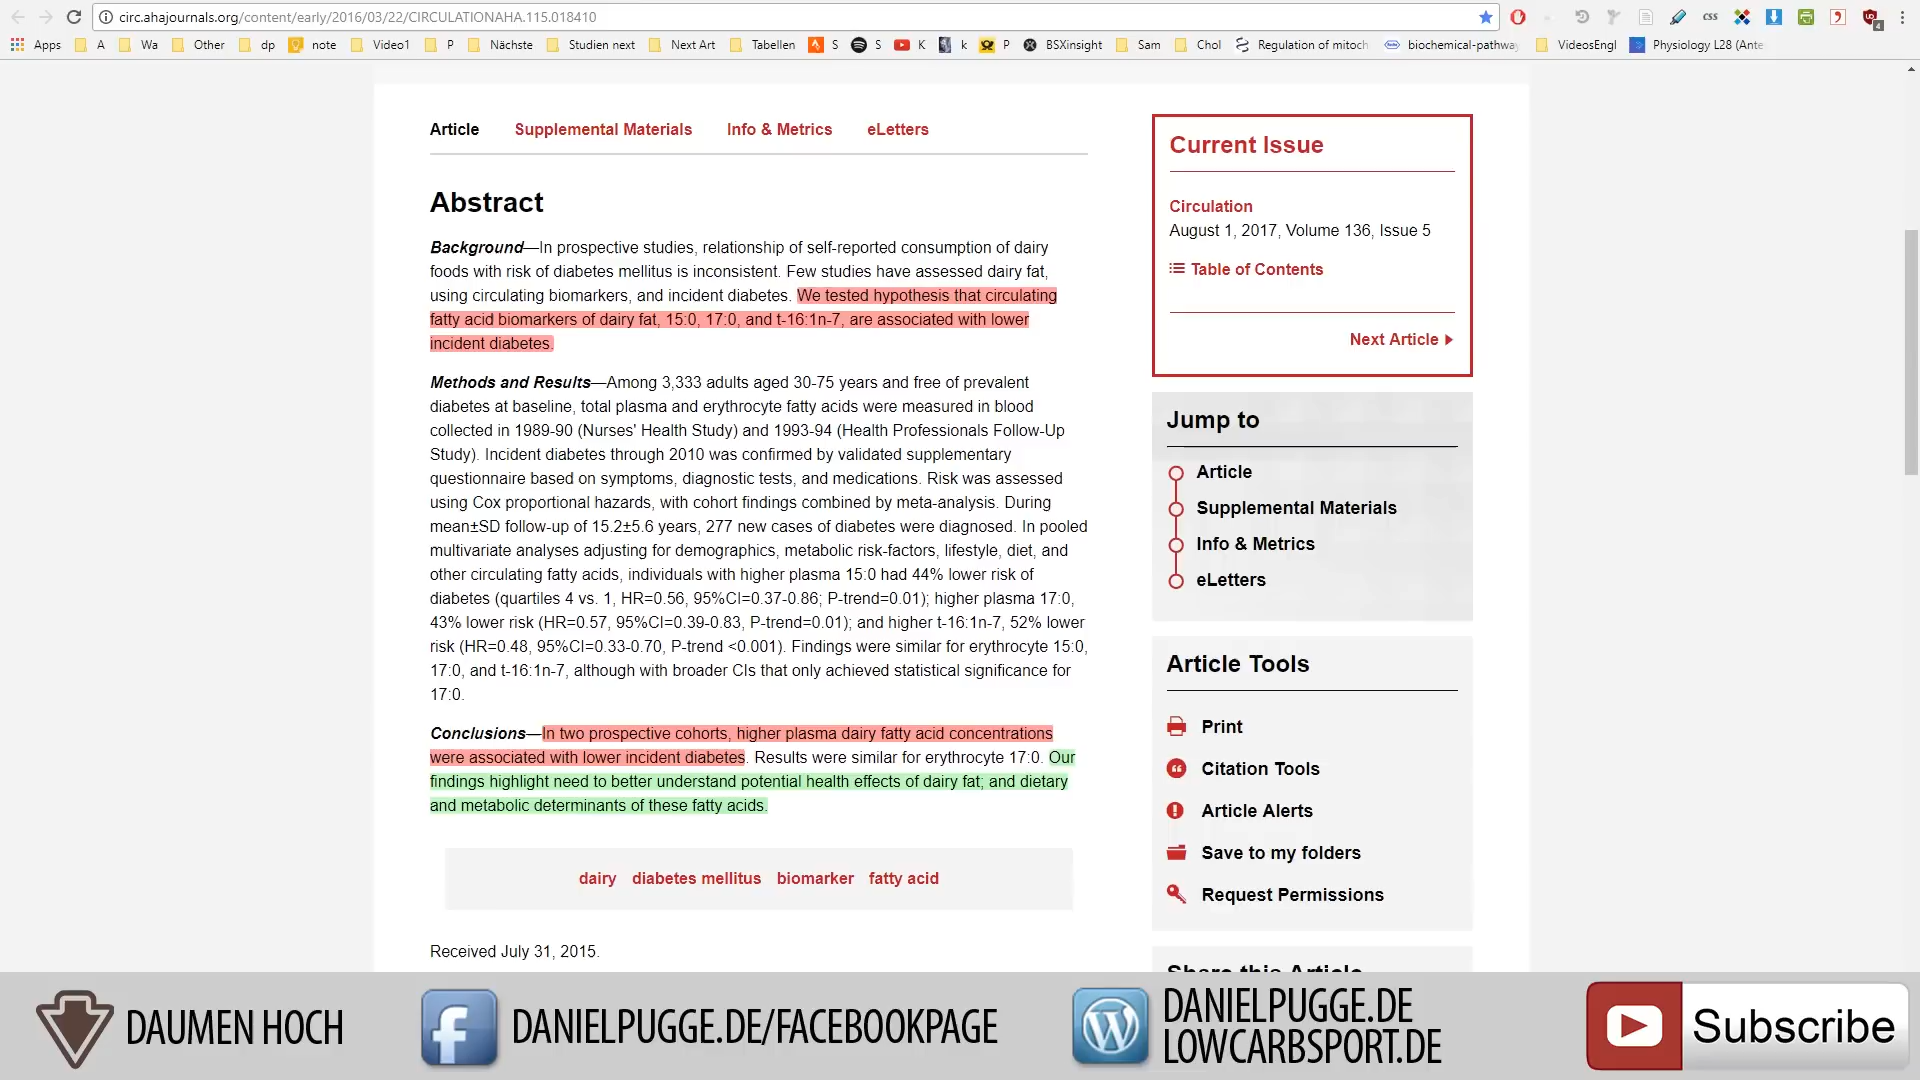 circ.ahajournals.org/content/early/2016/03/22/CIRCULATIONAHA.115.018410
Apps A Wa Other dp note Video1 P Nächste Studien next Next Art Tabellen S S K k P BSXinsight Sam Chol Regulation of mitoch biochemical-pathway VideosEngl Physiology L28 (Ante
Article Supplemental Materials Info & Metrics eLetters
Abstract
Background—In prospective studies, relationship of self-reported consumption of dairy
foods with risk of diabetes mellitus is inconsistent. Few studies have assessed dairy fat,
using circulating biomarkers, and incident diabetes. We tested hypothesis that circulating
fatty acid biomarkers of dairy fat, 15:0, 17:0, and t-16:1n-7, are associated with lower
incident diabetes.
Methods and Results—Among 3,333 adults aged 30-75 years and free of prevalent
diabetes at baseline, total plasma and erythrocyte fatty acids were measured in blood
collected in 1989-90 (Nurses' Health Study) and 1993-94 (Health Professionals Follow-Up
Study). Incident diabetes through 2010 was confirmed by validated supplementary
questionnaire based on symptoms, diagnostic tests, and medications. Risk was assessed
using Cox proportional hazards, with cohort findings combined by meta-analysis. During
mean±SD follow-up of 15.2±5.6 years, 277 new cases of diabetes were diagnosed. In pooled
multivariate analyses adjusting for demographics, metabolic risk-factors, lifestyle, diet, and
other circulating fatty acids, individuals with higher plasma 15:0 had 44% lower risk of
diabetes (quartiles 4 vs. 1, HR=0.56, 95%CI=0.37-0.86; P-trend=0.01); higher plasma 17:0,
43% lower risk (HR=0.57, 95%CI=0.39-0.83, P-trend=0.01); and higher t-16:1n-7, 52% lower
risk (HR=0.48, 95%CI=0.33-0.70, P-trend <0.001). Findings were similar for erythrocyte 15:0,
17:0, and t-16:1n-7, although with broader CIs that only achieved statistical significance for
17:0.
Conclusions—In two prospective cohorts, higher plasma dairy fatty acid concentrations
were associated with lower incident diabetes. Results were similar for erythrocyte 17:0. Our
findings highlight need to better understand potential health effects of dairy fat; and dietary
and metabolic determinants of these fatty acids.
dairy diabetes mellitus biomarker fatty acid
Received July 31, 2015.
Current Issue
Circulation
August 1, 2017, Volume 136, Issue 5
Table of Contents
Next Article
Jump to
Article
Supplemental Materials
Info & Metrics
eLetters
Article Tools
Print
Citation Tools
Article Alerts
Save to my folders
Request Permissions
Share this Article
DAUMEN HOCH
DANIELPUGGE.DE/FACEBOOKPAGE
DANIELPUGGE.DE
LOWCARBSPORT.DE
Subscribe